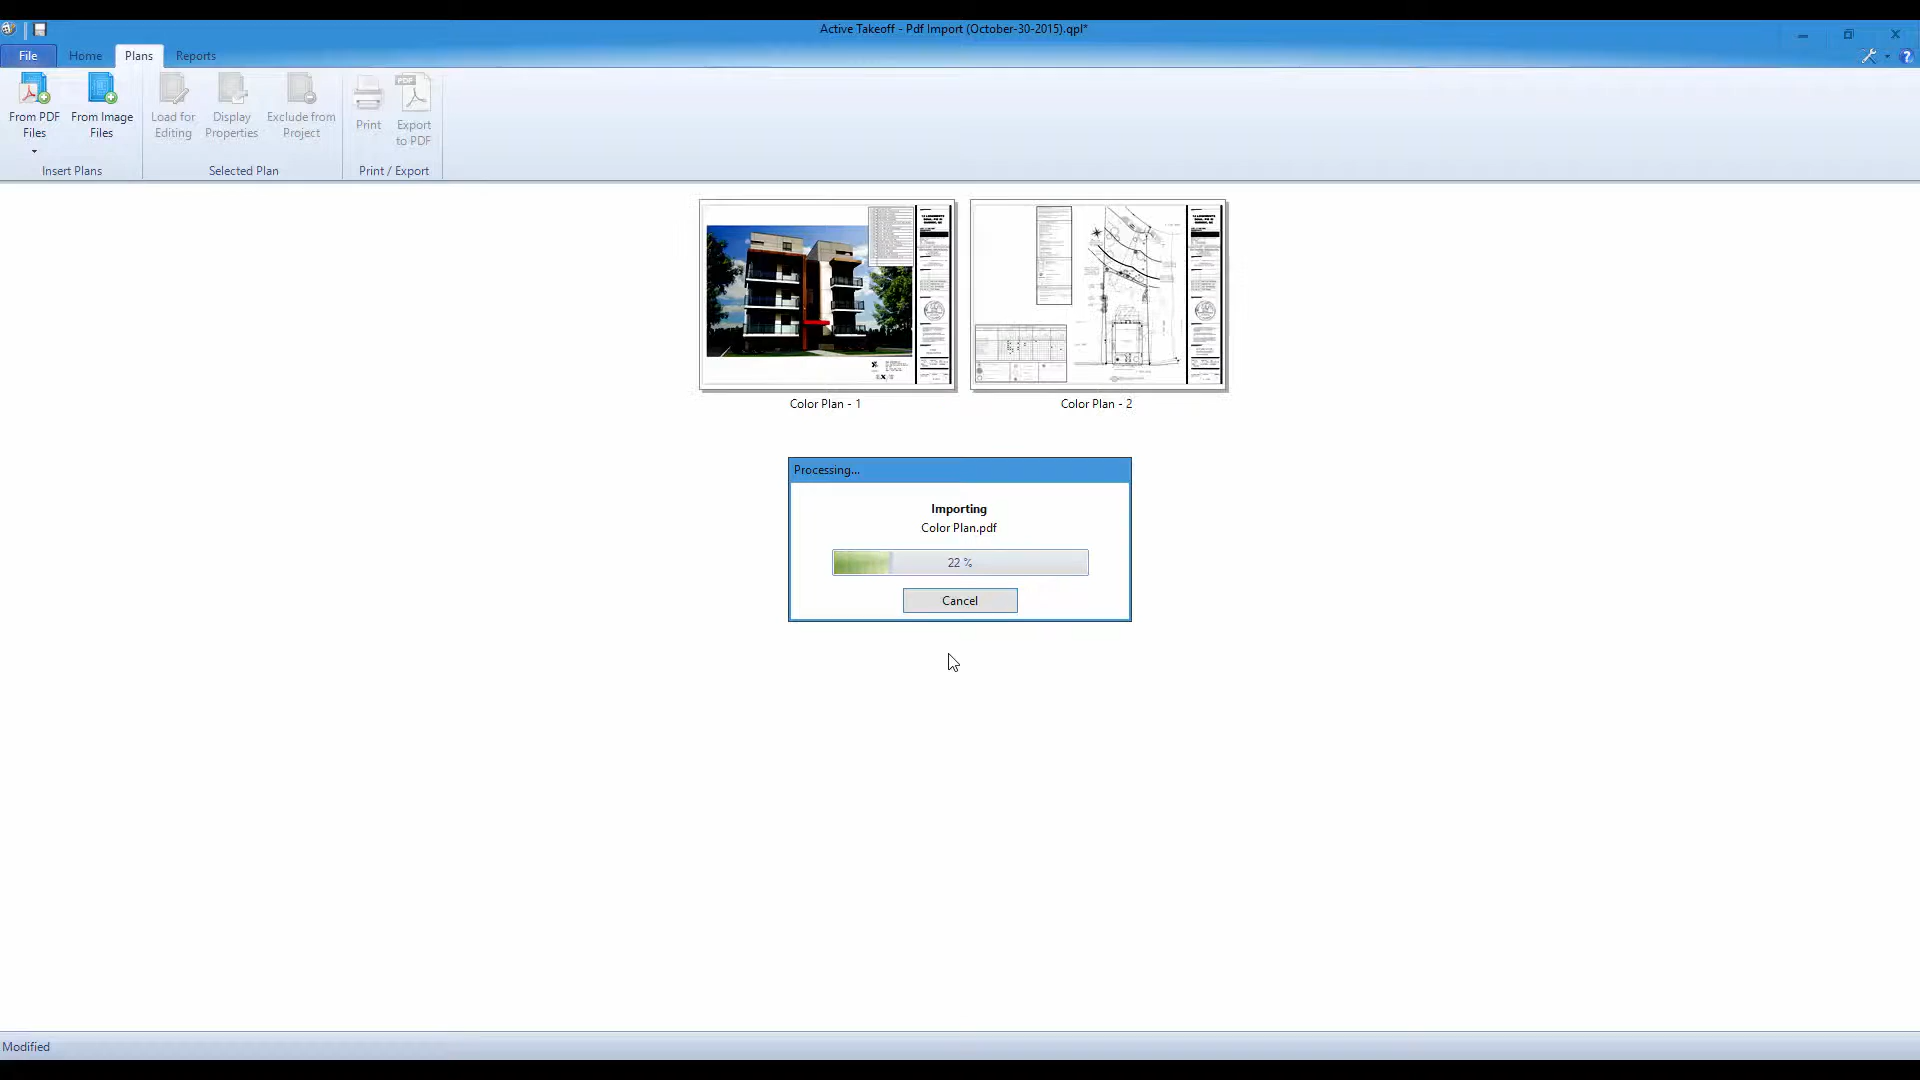 Active Takeoff - Pdf Import (October-30-2015).qpl*
File
Home
Plans
Reports
From PDF
Files
From Image
Files
Load for
Editing
Display
Properties
Exclude from
Project
Print
PDF
Export
to PDF
Insert Plans
Selected Plan
Print / Export
Color Plan - 1
Color Plan - 2
Processing...
Importing
Color Plan.pdf
22 %
Cancel
Modified